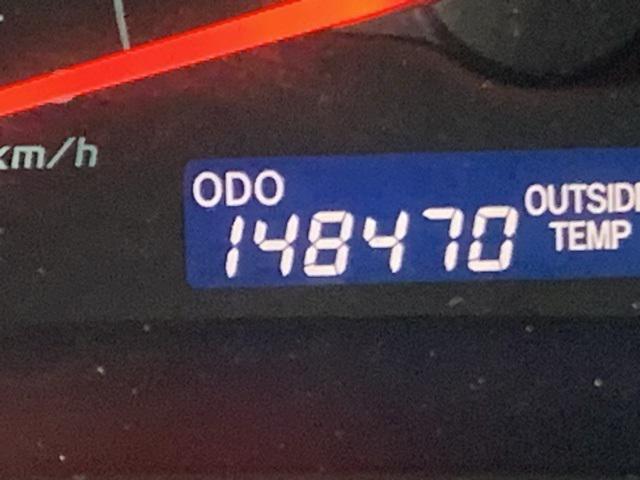 km/h
ODO
148470
OUTSIDE
TEMP